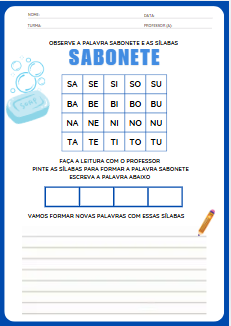 NOME: DATA:
TURMA: PROFESSOR (A):
OBSERVE A PALAVRA SABONETE E AS SÍLABAS
SABONETE
SA SE SI SO SU
BA BE BI BO BU
NA NE NI NO NU
TA TE TI TO TU
FAÇA A LEITURA COM O PROFESSOR
PINTE AS SÍLABAS PARA FORMAR A PALAVRA SABONETE
ESCREVA A PALAVRA ABAIXO
VAMOS FORMAR NOVAS PALAVRAS COM ESSAS SÍLABAS